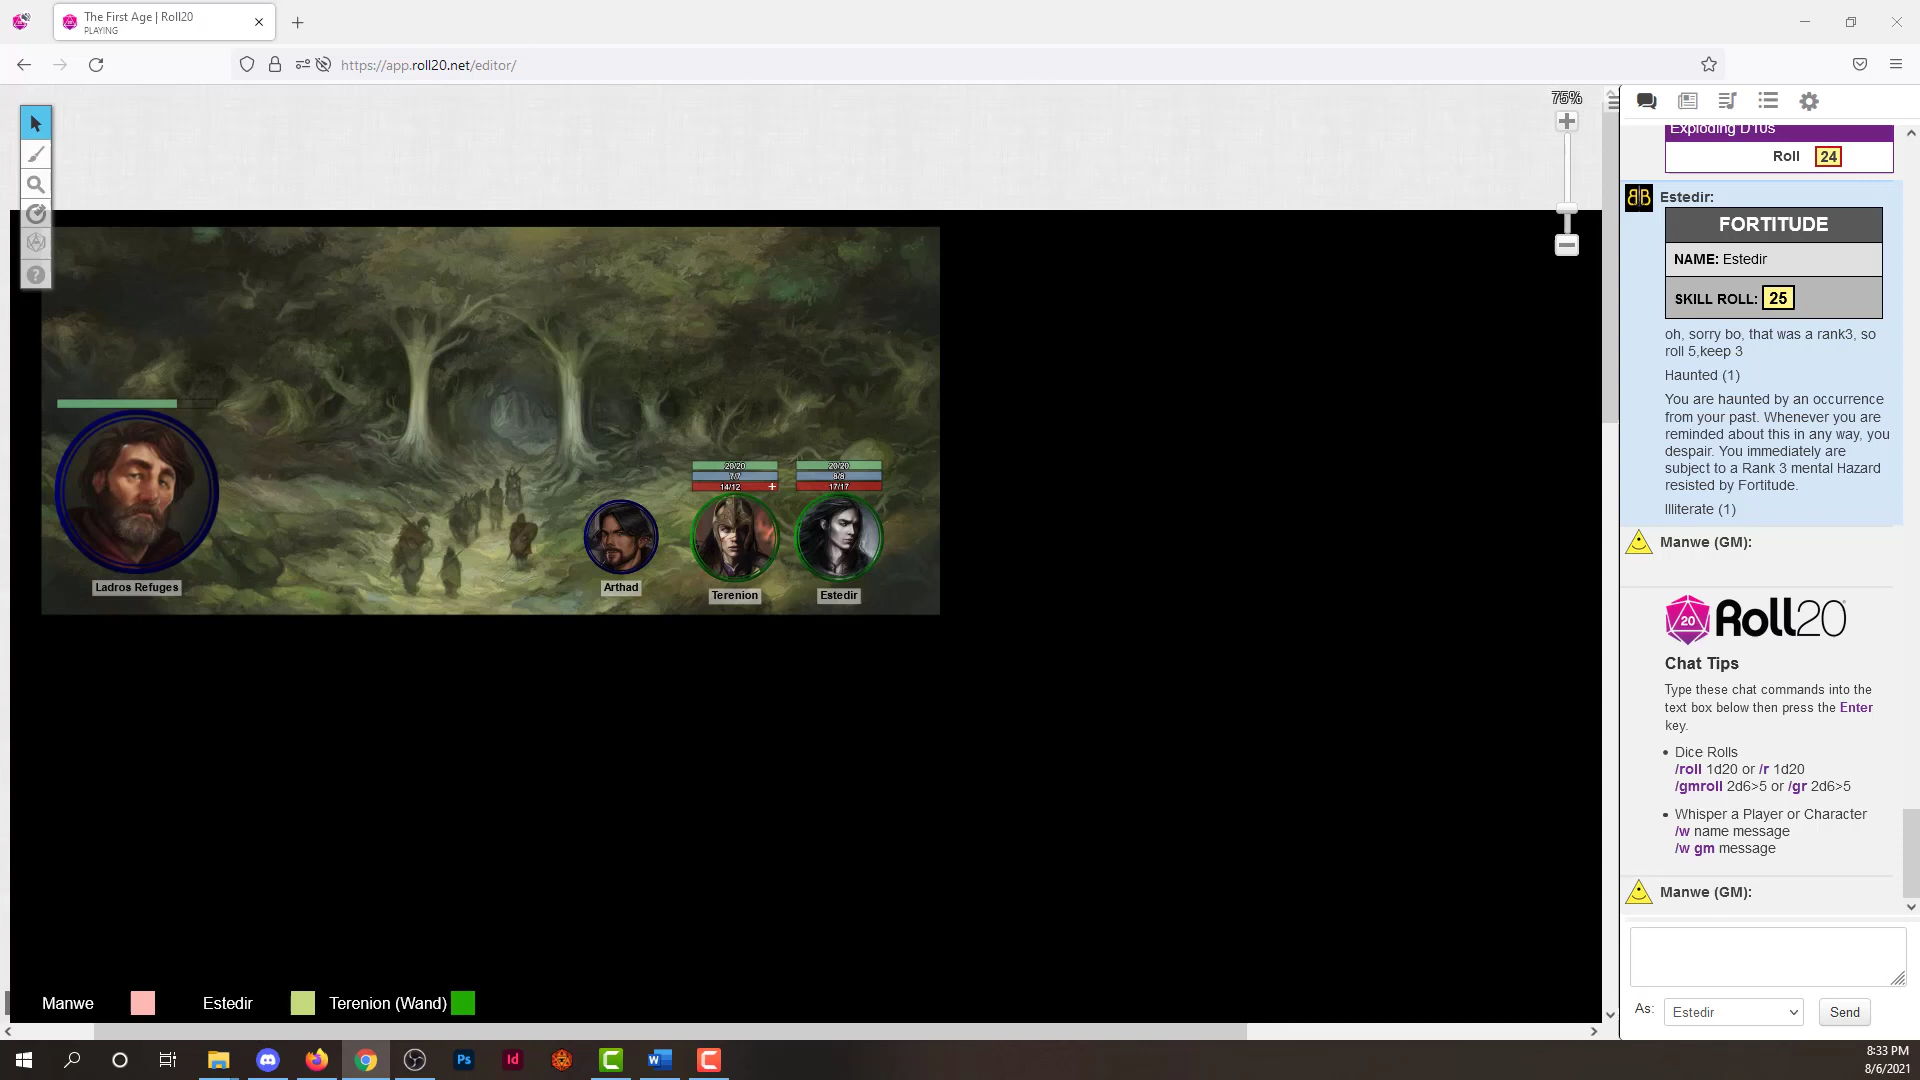 The First Age | Roll20
PLAYING
https://app.roll20.net/editor/
75%
Exploding D10s
Roll 24
Estedir:
FORTITUDE
NAME: Estedir
SKILL ROLL: 25
oh, sorry bo, that was a rank3, so
roll 5,keep 3
Haunted (1)
You are haunted by an occurrence
from your past. Whenever you are
reminded about this in any way, you
despair. You immediately are
subject to a Rank 3 mental Hazard
resisted by Fortitude.
Illiterate (1)
Manwe (GM):
20 Roll20
Chat Tips
Type these chat commands into the
text box below then press the Enter
key.
• Dice Rolls
/roll 1d20 or /r 1d20
/gmroll 2d6>5 or /gr 2d6>5
• Whisper a Player or Character
/w name message
/w gm message
Manwe (GM):
As: Estedir Send
20/20 20/20
7/7 8/8
14/12 17/17
Ladros Refuges
Arthad
Terenion
Estedir
Manwe Estedir Terenion (Wand)
8:33 PM
8/6/2021